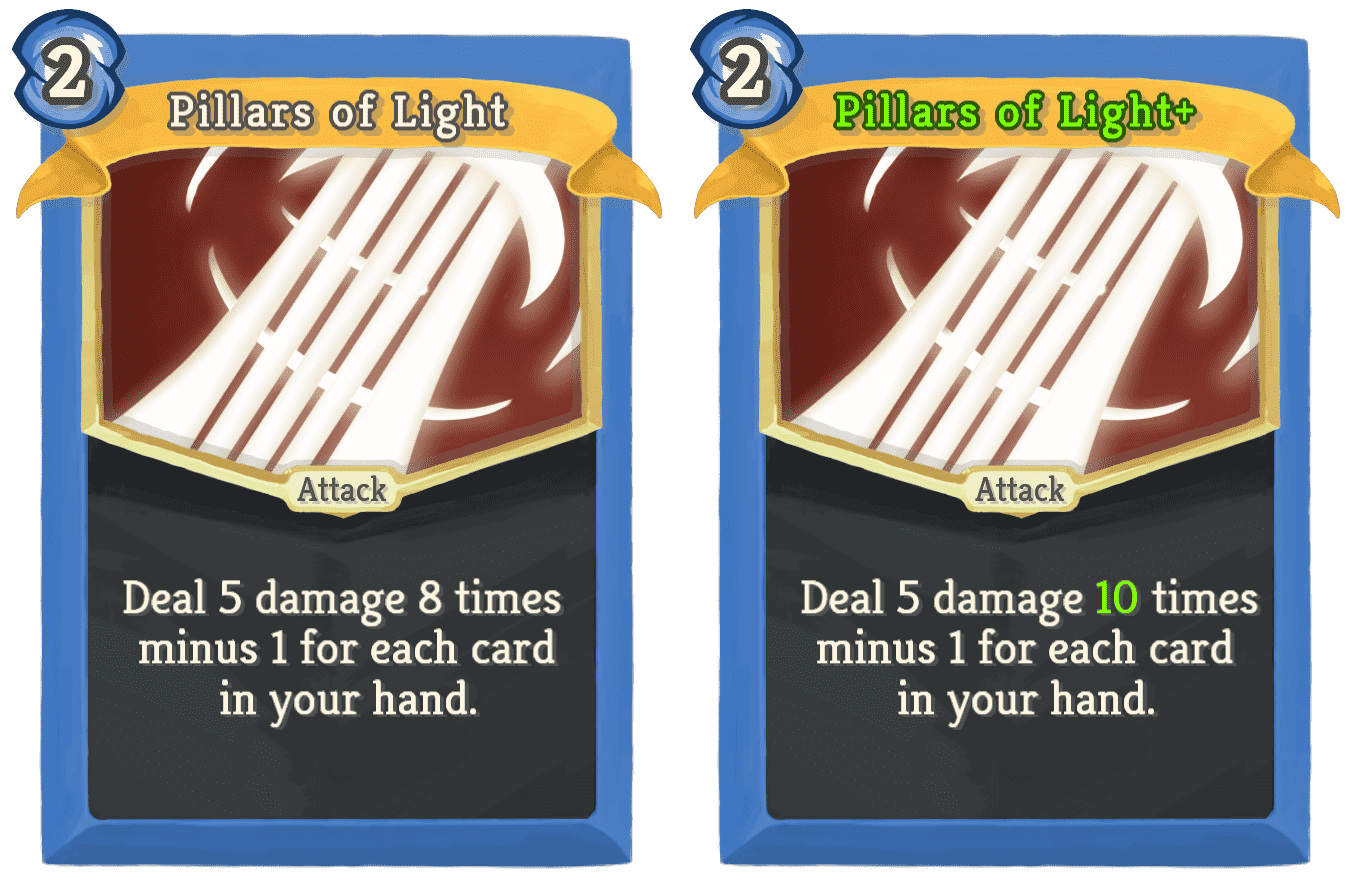 2
Pillars of Light
Attack
Deal 5 damage 8 times
minus 1 for each card
in your hand.
2
Pillars of Light+
Attack
Deal 5 damage 10 times
minus 1 for each card
in your hand.